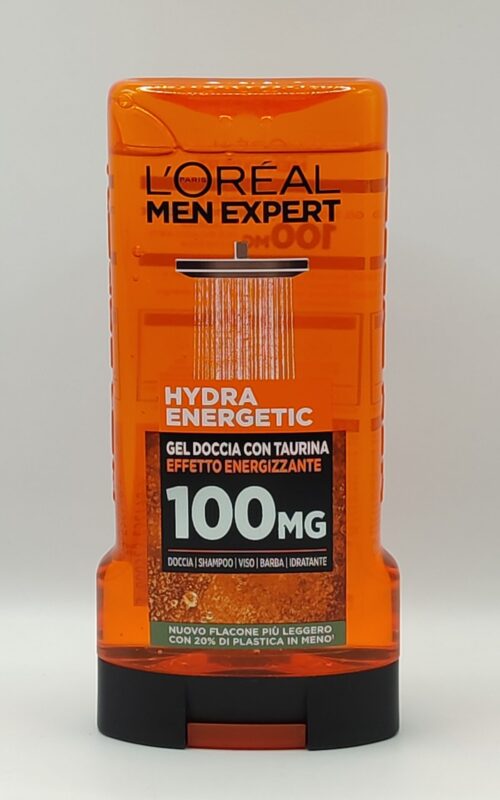 L'ORÉAL
PARIS
MEN EXPERT
HYDRA
ENERGETIC
GEL DOCCIA CON TAURINA
EFFETTO ENERGIZZANTE
100MG
DOCCIA | SHAMPOO | VISO | BARBA | IDRATANTE
NUOVO FLACONE PIÙ LEGGERO
CON 20% DI PLASTICA IN MENO¹